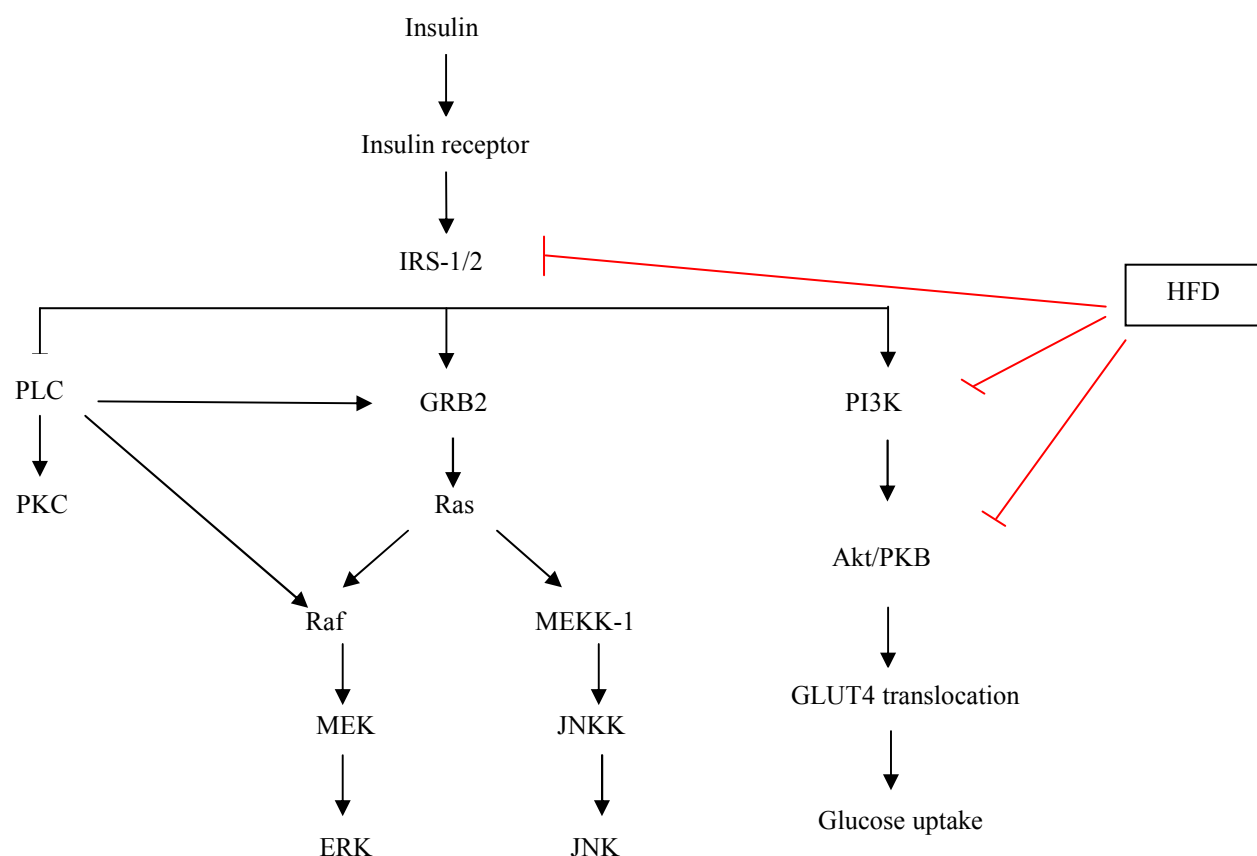 Insulin
Insulin receptor
IRS-1/2
HFD
PLC
GRB2
PI3K
PKC
Ras
Akt/PKB
Raf
MEKK-1
GLUT4 translocation
MEK
JNKK
Glucose uptake
ERK
JNK